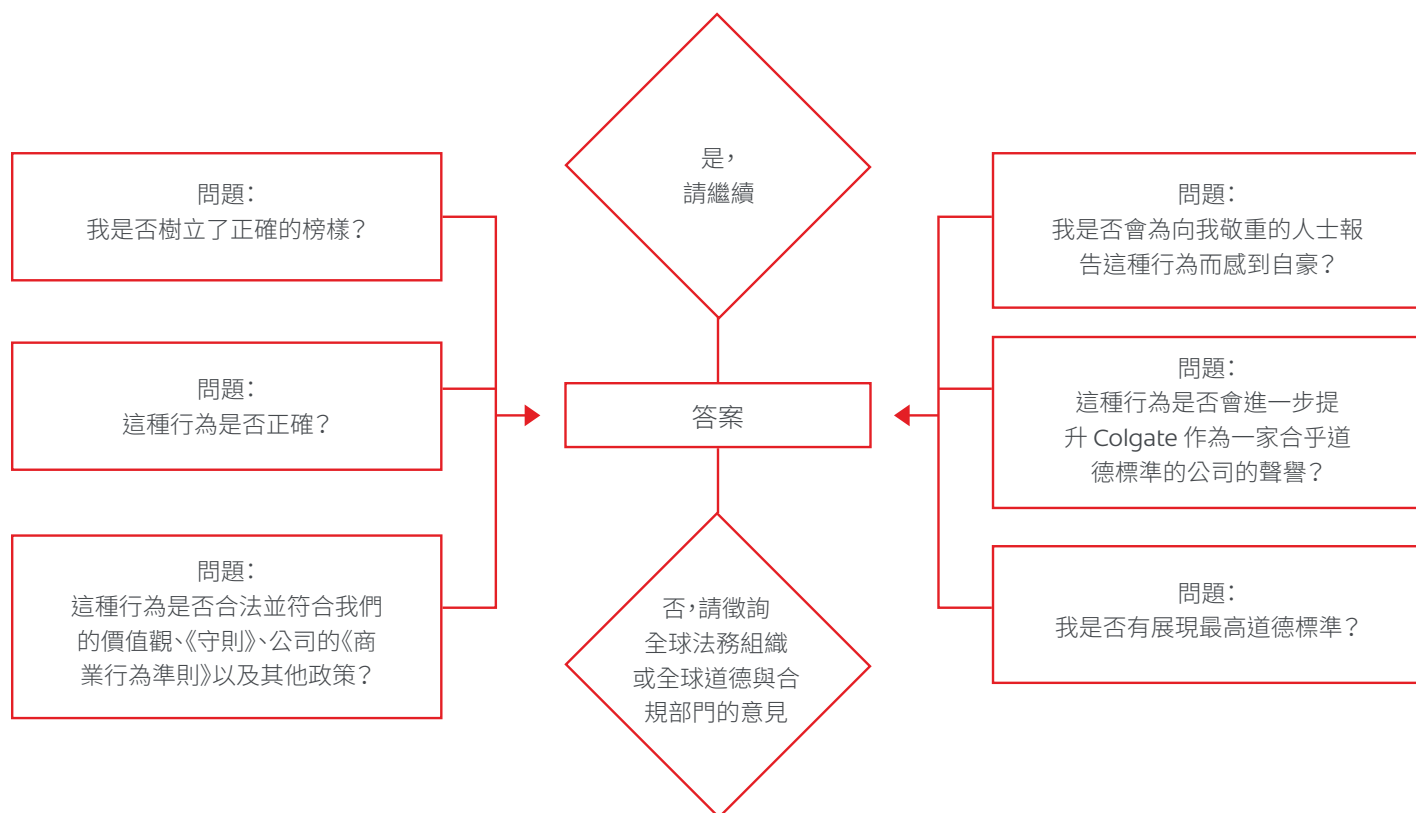 問題：
我是否樹立了正確的榜樣？
問題：
這種行為是否正確？
問題：
這種行為是否合法並符合我們
的價值觀、《守則》、公司的《商
業行為準則》以及其他政策？
是，
請繼續
答案
否，請徵詢
全球法務組織
或全球道德與合
規部門的意見
問題：
我是否會為向我敬重的人士報
告這種行為而感到自豪？
問題：
這種行為是否會進一步提
升 Colgate 作為一家合乎道
德標準的公司的聲譽？
問題：
我是否有展現最高道德標準？